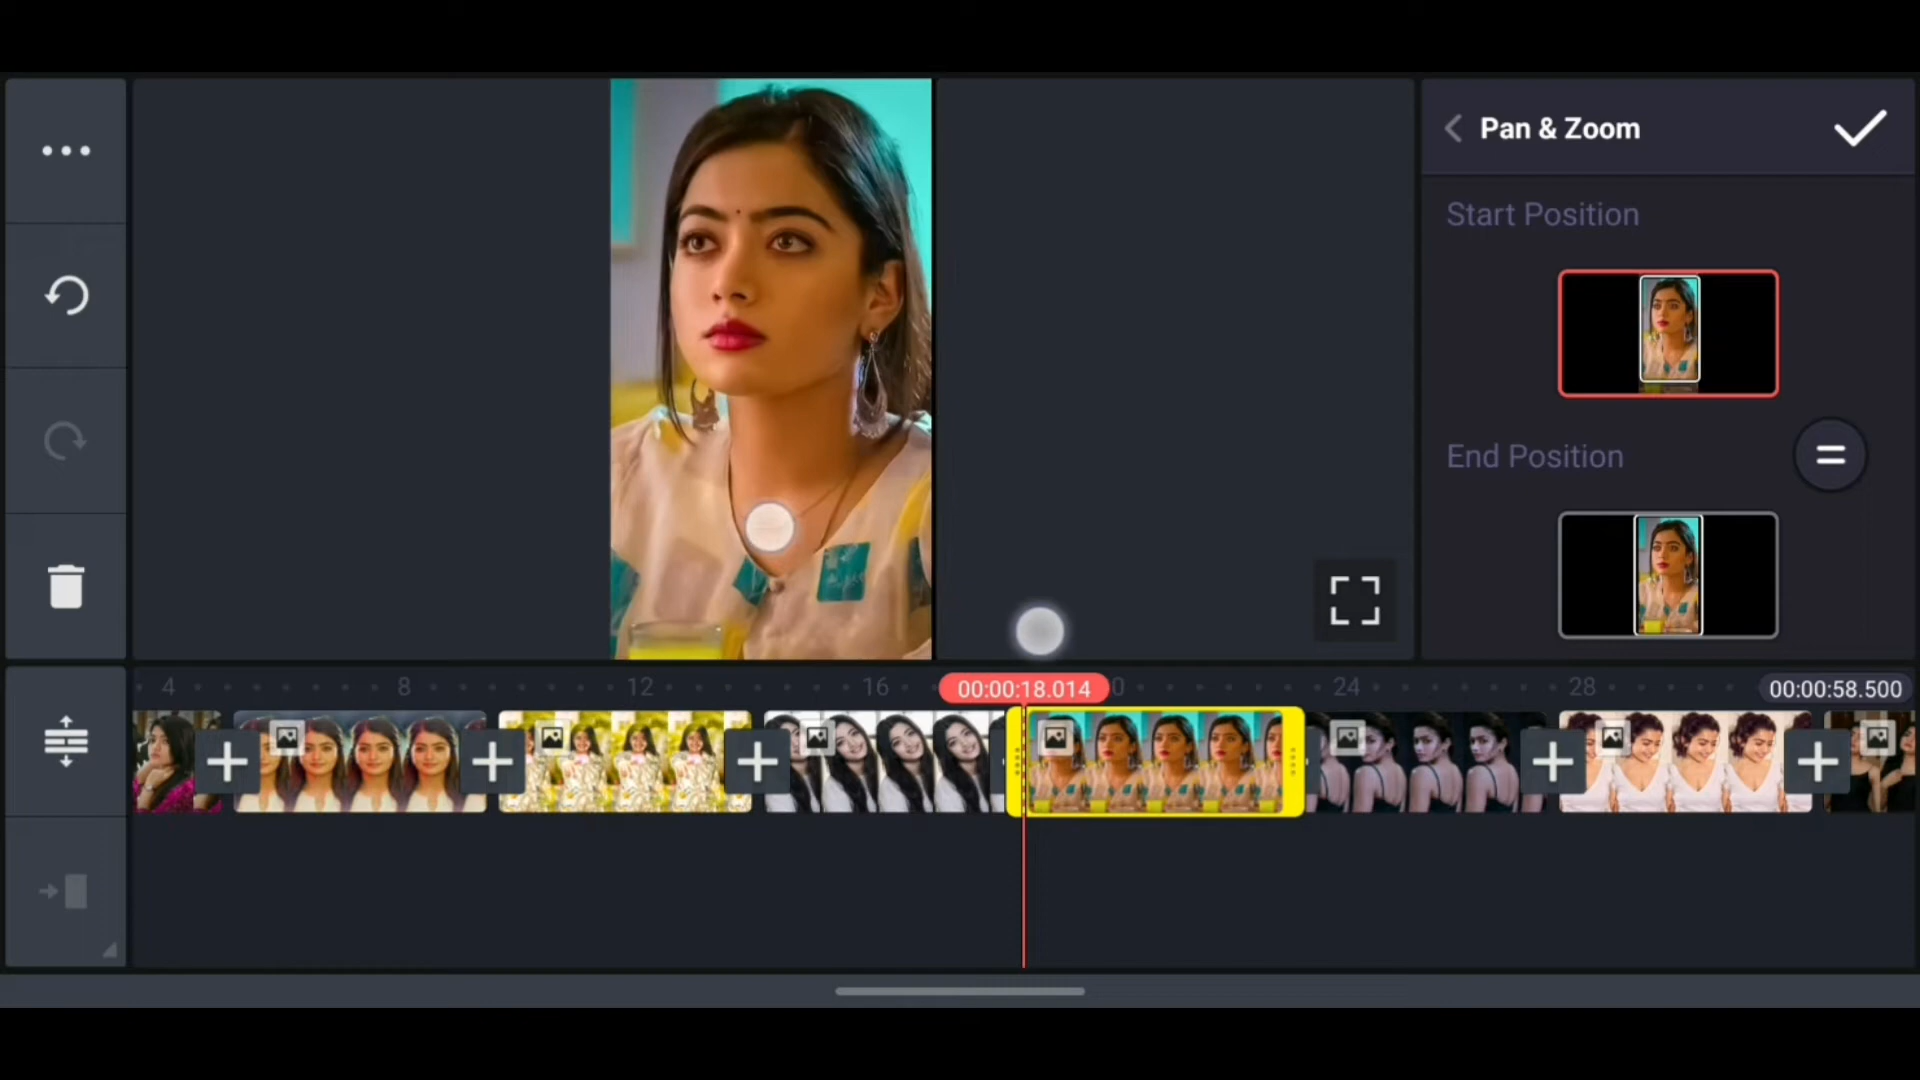 Pan & Zoom
Start Position
End Position
4 8 12 16 00:00:18.014 0 24 28 00:00:58.500